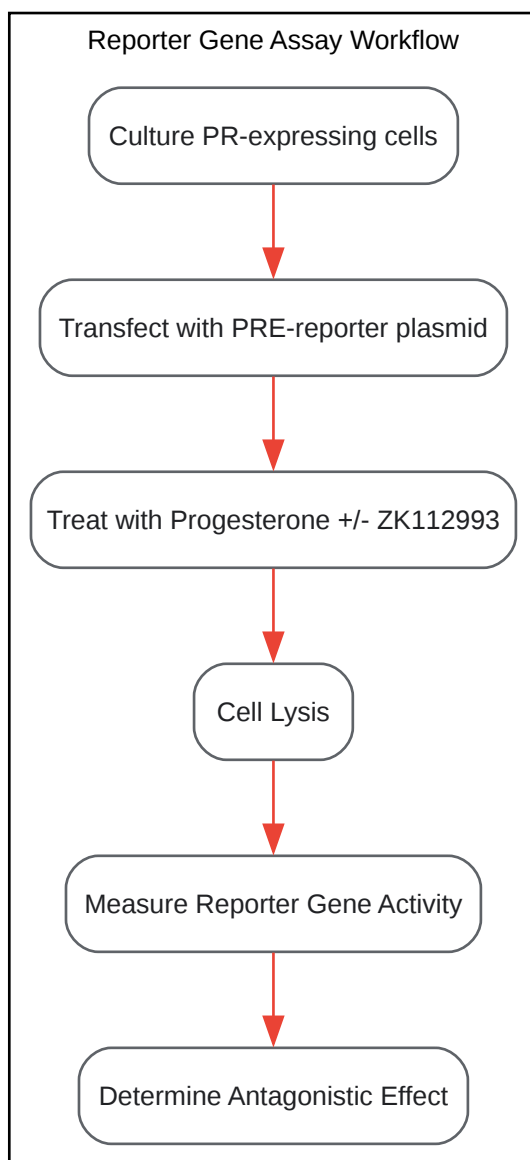 Reporter Gene Assay Workflow
Culture PR-expressing cells
Transfect with PRE-reporter plasmid
Treat with Progesterone +/- ZK112993
Cell Lysis
Measure Reporter Gene Activity
Determine Antagonistic Effect